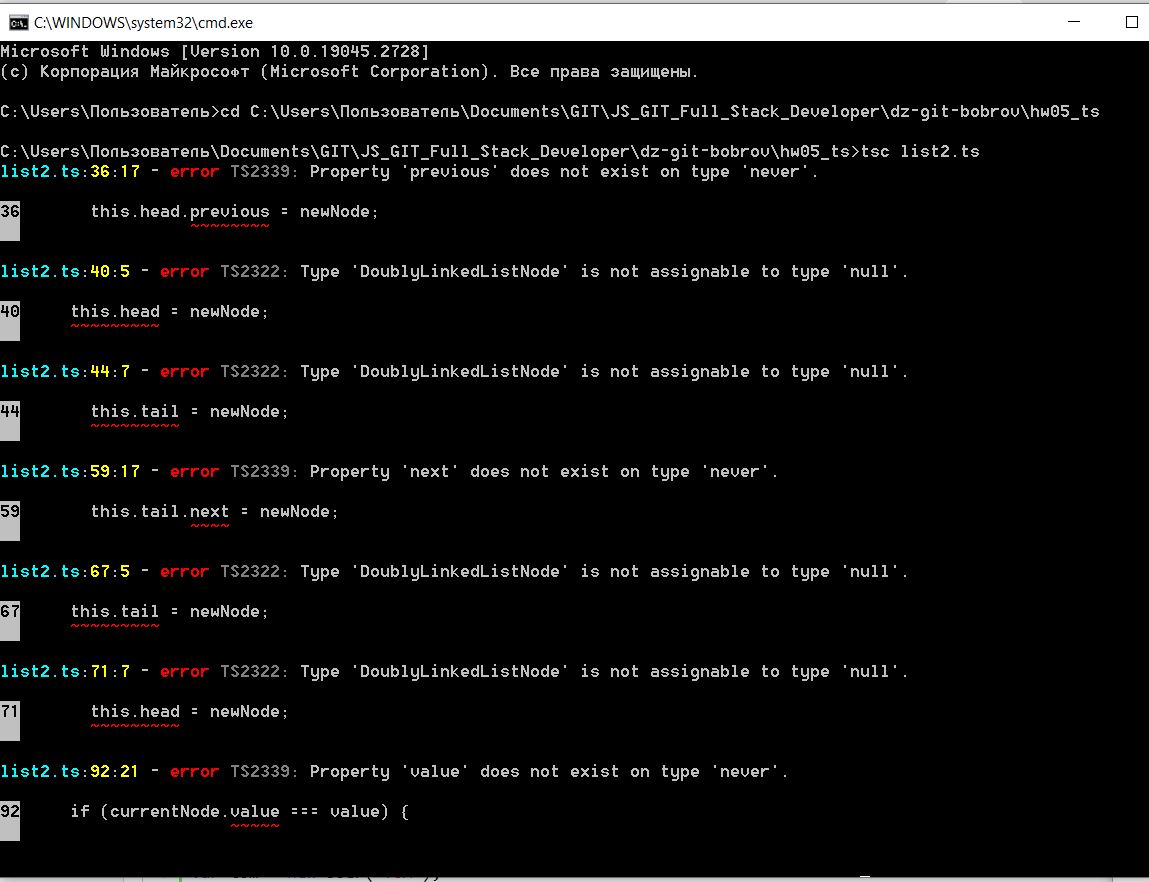 C:\WINDOWS\system32\cmd.exe
Microsoft Windows [Version 10.0.19045.2728]
(c) Корпорация Майкрософт (Microsoft Corporation). Все права защищены.
C:\Users\Пользователь>cd C:\Users\Пользователь\Documents\GIT\JS_GIT_Full_Stack_Developer\dz-git-bobrov\hw05_ts
C:\Users\Пользователь\Documents\GIT\JS_GIT_Full_Stack_Developer\dz-git-bobrov\hw05_ts>tsc list2.ts
list2.ts:36:17 - error TS2339: Property 'previous' does not exist on type 'never'.
36 this.head.previous = newNode;
list2.ts:40:5 - error TS2322: Type 'DoublyLinkedListNode' is not assignable to type 'null'.
40 this.head = newNode;
list2.ts:44:7 - error TS2322: Type 'DoublyLinkedListNode' is not assignable to type 'null'.
44 this.tail = newNode;
list2.ts:59:17 - error TS2339: Property 'next' does not exist on type 'never'.
59 this.tail.next = newNode;
list2.ts:67:5 - error TS2322: Type 'DoublyLinkedListNode' is not assignable to type 'null'.
67 this.tail = newNode;
list2.ts:71:7 - error TS2322: Type 'DoublyLinkedListNode' is not assignable to type 'null'.
71 this.head = newNode;
list2.ts:92:21 - error TS2339: Property 'value' does not exist on type 'never'.
92 if (currentNode.value === value) {